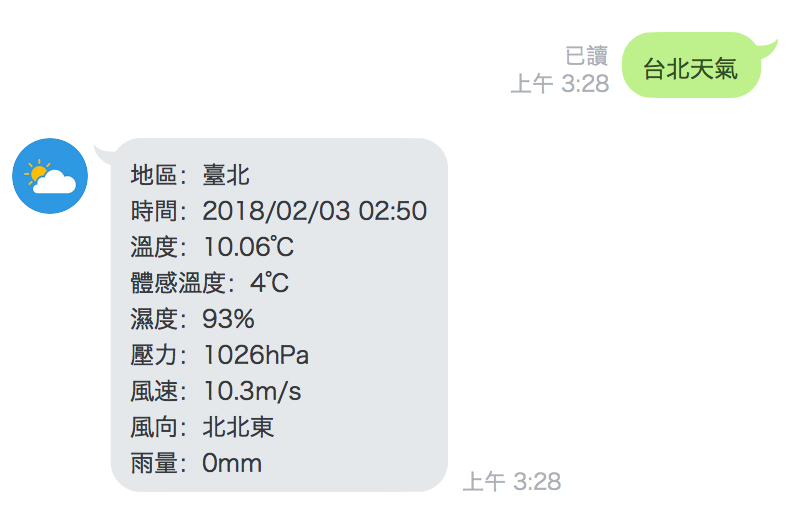 已讀
上午 3:28
台北天氣
地區：臺北
時間：2018/02/03 02:50
溫度：10.06℃
體感溫度：4℃
濕度：93%
壓力：1026hPa
風速：10.3m/s
風向：北北東
雨量：0mm
上午 3:28